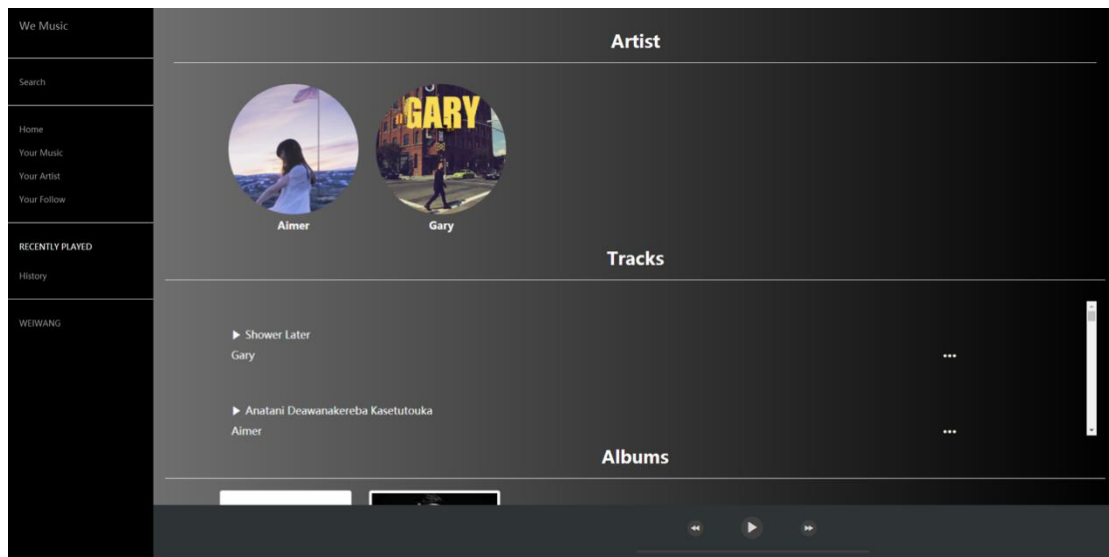 We Music
Search
Home
Your Music
Your Artist
Your Follow
RECENTLY PLAYED
History
WEIWANG
Artist
GARY
Aimer
Gary
Tracks
Shower Later
Gary
Anatani Deawanakereba Kasetutouka
Aimer
Albums